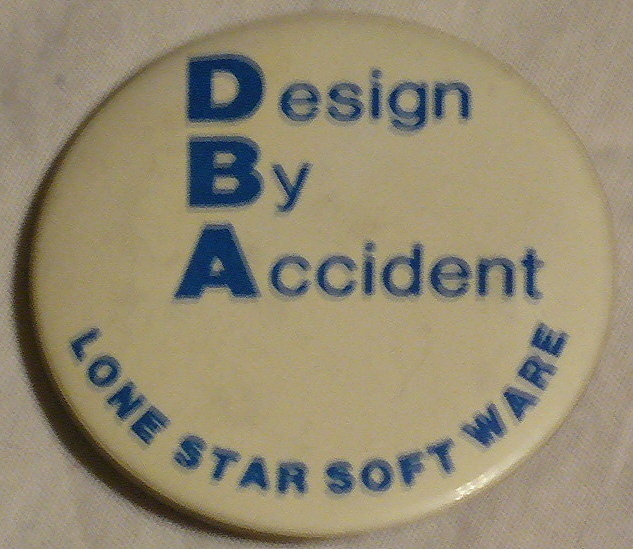 Design
By
Accident
LONE STAR SOFT WARE